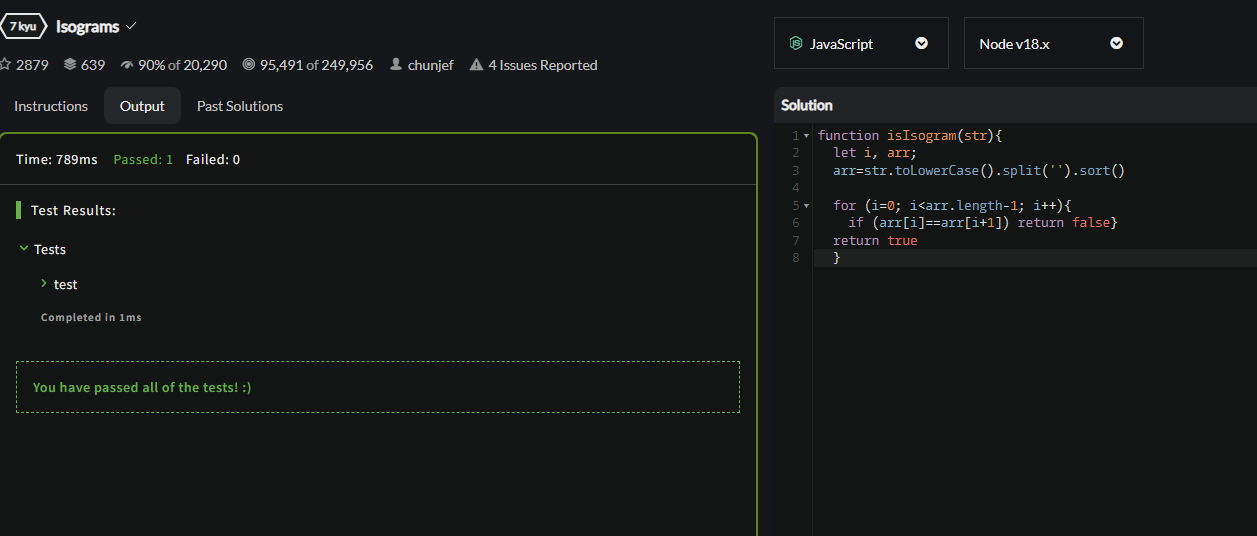 7 kyu Isograms
2879 639 90% of 20,290 95,491 of 249,956 chunjef 4 Issues Reported
JavaScript Node v18.x
Instructions Output Past Solutions
Time: 789ms Passed: 1 Failed: 0
Test Results:
Tests
test
Completed in 1ms
You have passed all of the tests! :)
Solution
1 function isIsogram(str){
2 let i, arr;
3 arr=str.toLowerCase().split('').sort()
4
5 for (i=0; i<arr.length-1; i++){
6 if (arr[i]==arr[i+1]) return false}
7 return true
8 }